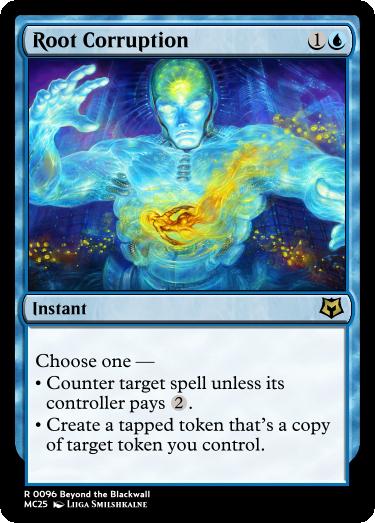 Root Corruption 1
Instant
Choose one —
• Counter target spell unless its
controller pays 2.
• Create a tapped token that's a copy
of target token you control.
R 0096 Beyond the Blackwall
MC25 Liiga Smilshkalne